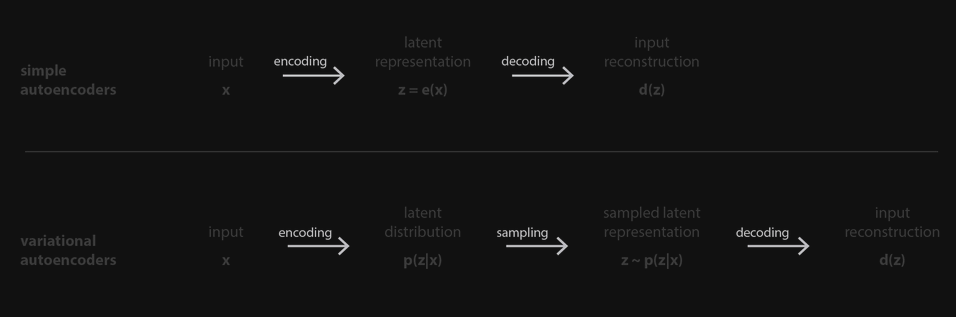 latent
input
input
encoding
representation
decoding
reconstruction
simple
autoencoders
x
z = e(x)
d(z)
latent
sampled latent
input
variational
autoencoders
input
encoding
distribution
sampling
representation
decoding
reconstruction
x
p(z|x)
z ~ p(z|x)
d(z)